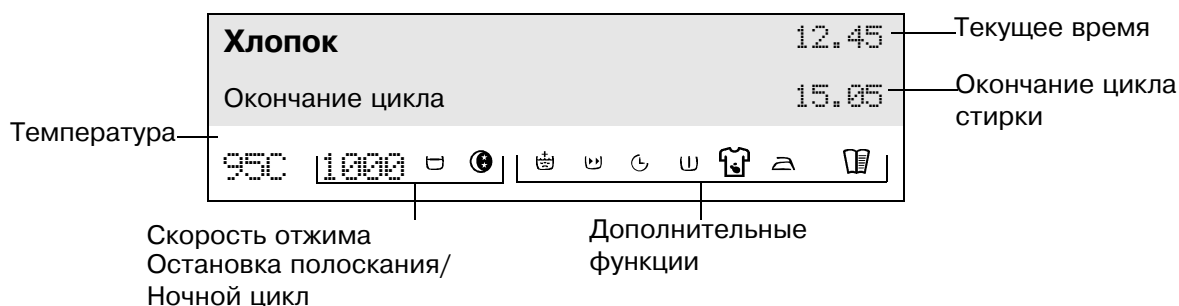 Хлопок 12.45
Текущее время
Окончание цикла 15.05
Окончание цикла
стирки
Температура
95C 1000
Скорость отжима
Остановка полоскания/
Ночной цикл
Дополнительные
функции